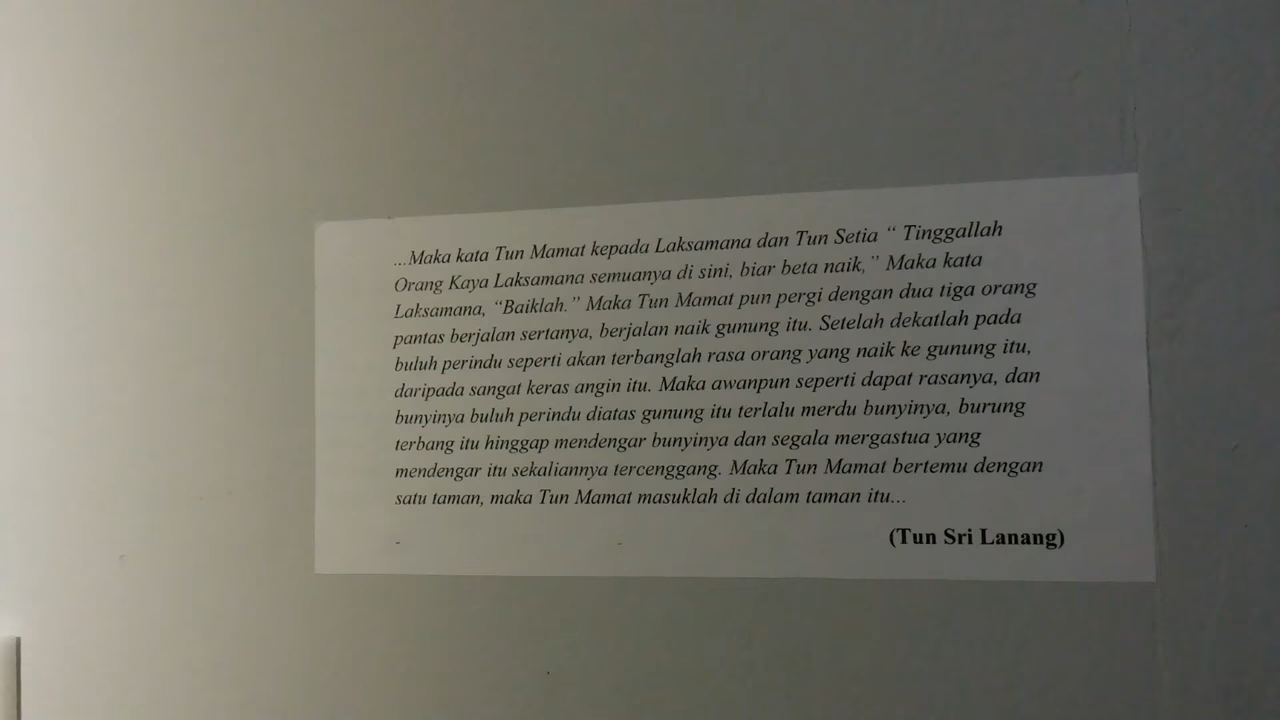 ...Maka kata Tun Mamat kepada Laksamana dan Tun Setia “ Tinggallah
Orang Kaya Laksamana semuanya di sini, biar beta naik,” Maka kata
Laksamana, “Baiklah.” Maka Tun Mamat pun pergi dengan dua tiga orang
pantas berjalan sertanya, berjalan naik gunung itu. Setelah dekatlah pada
buluh perindu seperti akan terbanglah rasa orang yang naik ke gunung itu,
daripada sangat keras angin itu. Maka awanpun seperti dapat rasanya, dan
bunyinya buluh perindu diatas gunung itu terlalu merdu bunyinya, burung
terbang itu hinggap mendengar bunyinya dan segala mergastua yang
mendengar itu sekaliannya tercenggang. Maka Tun Mamat bertemu dengan
satu taman, maka Tun Mamat masuklah di dalam taman itu...
(Tun Sri Lanang)